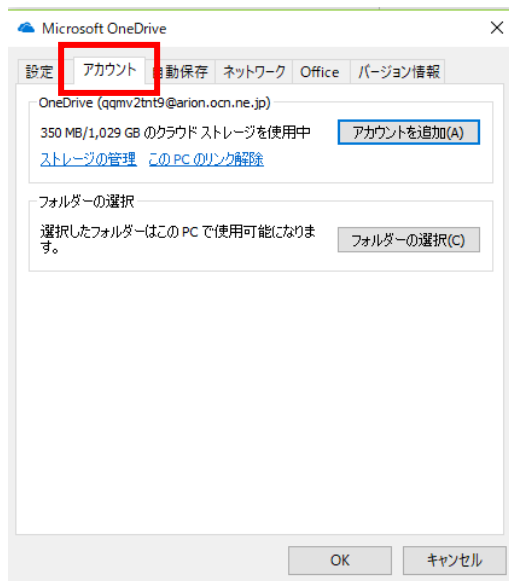 Microsoft OneDrive
設定 アカウント 自動保存 ネットワーク Office バージョン情報
OneDrive (qqmv2tnt9@arion.ocn.ne.jp)
350 MB/1,029 GB のクラウド ストレージを使用中 アカウントを追加(A)
ストレージの管理 この PC のリンク解除
フォルダーの選択
選択したフォルダーはこの PC で使用可能になりま
す。
フォルダーの選択(C)
OK キャンセル